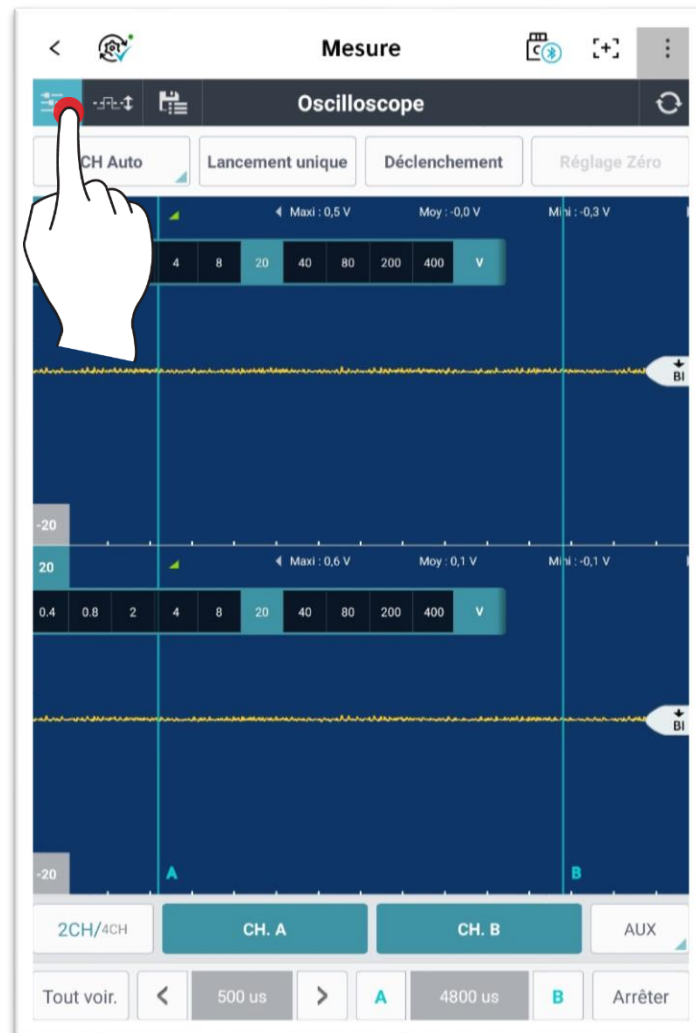 Mesure
Oscilloscope
CH Auto
Lancement unique
Déclenchement
Réglage Zéro
Maxi : 0,5 V Moy : -0,0 V Mini : -0,3 V
4 8 20 40 80 200 400 V
BI
-20
20 Maxi : 0,6 V Moy : 0,1 V Mini : -0,1 V
0.4 0.8 2 4 8 20 40 80 200 400 V
BI
-20 A B
2CH/4CH CH. A CH. B AUX
Tout voir. < 500 us > A 4800 us B Arrêter